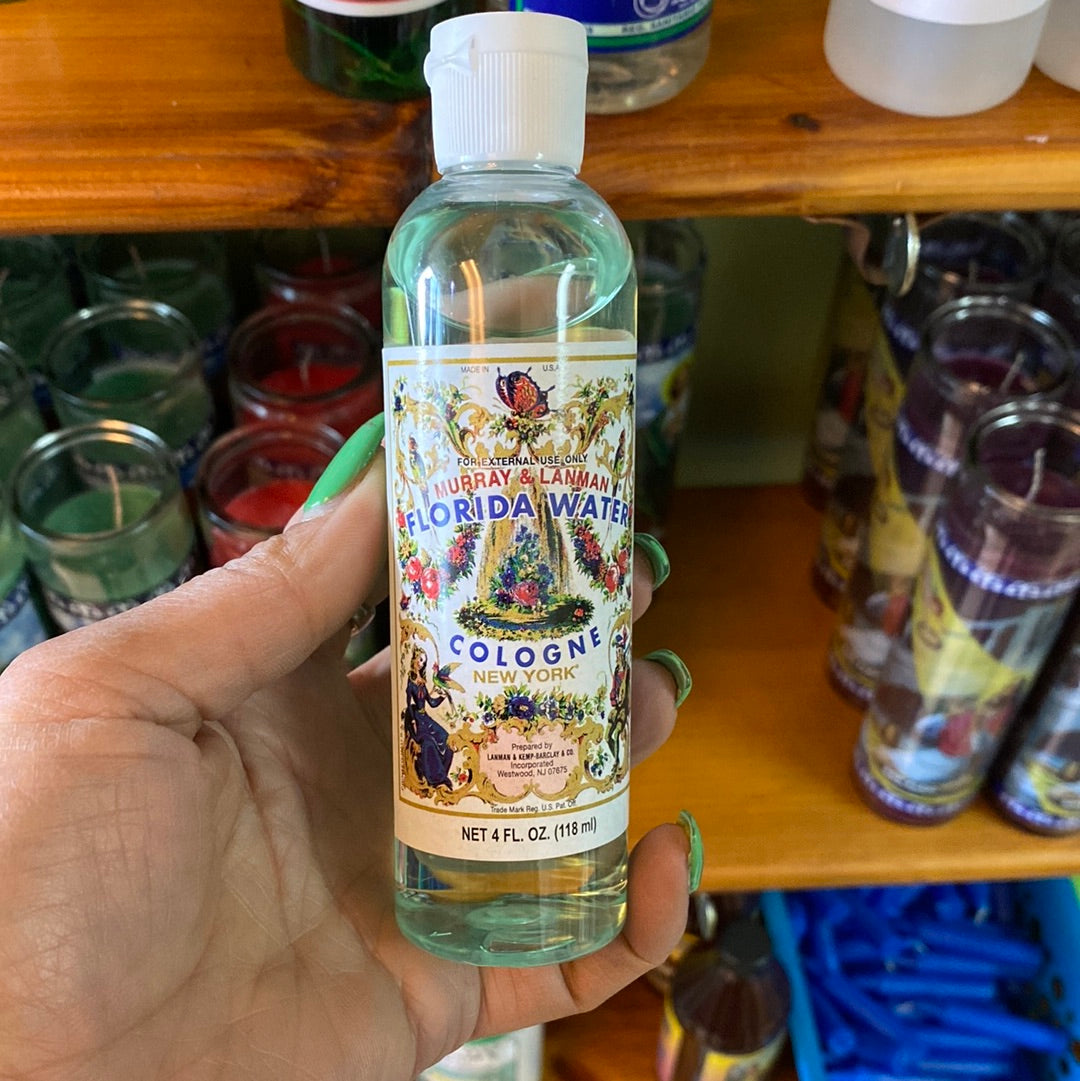 MADE IN U.S.A.
FOR EXTERNAL USE ONLY
MURRAY & LANMAN
FLORIDA WATER
COLOGNE
NEW YORK
Prepared by
LANMAN & KEMP-BARCLAY & CO.
Incorporated
Westwood, NJ 07675
Trade Mark Reg. U.S. Pat. Off.
NET 4 FL. OZ. (118 ml)